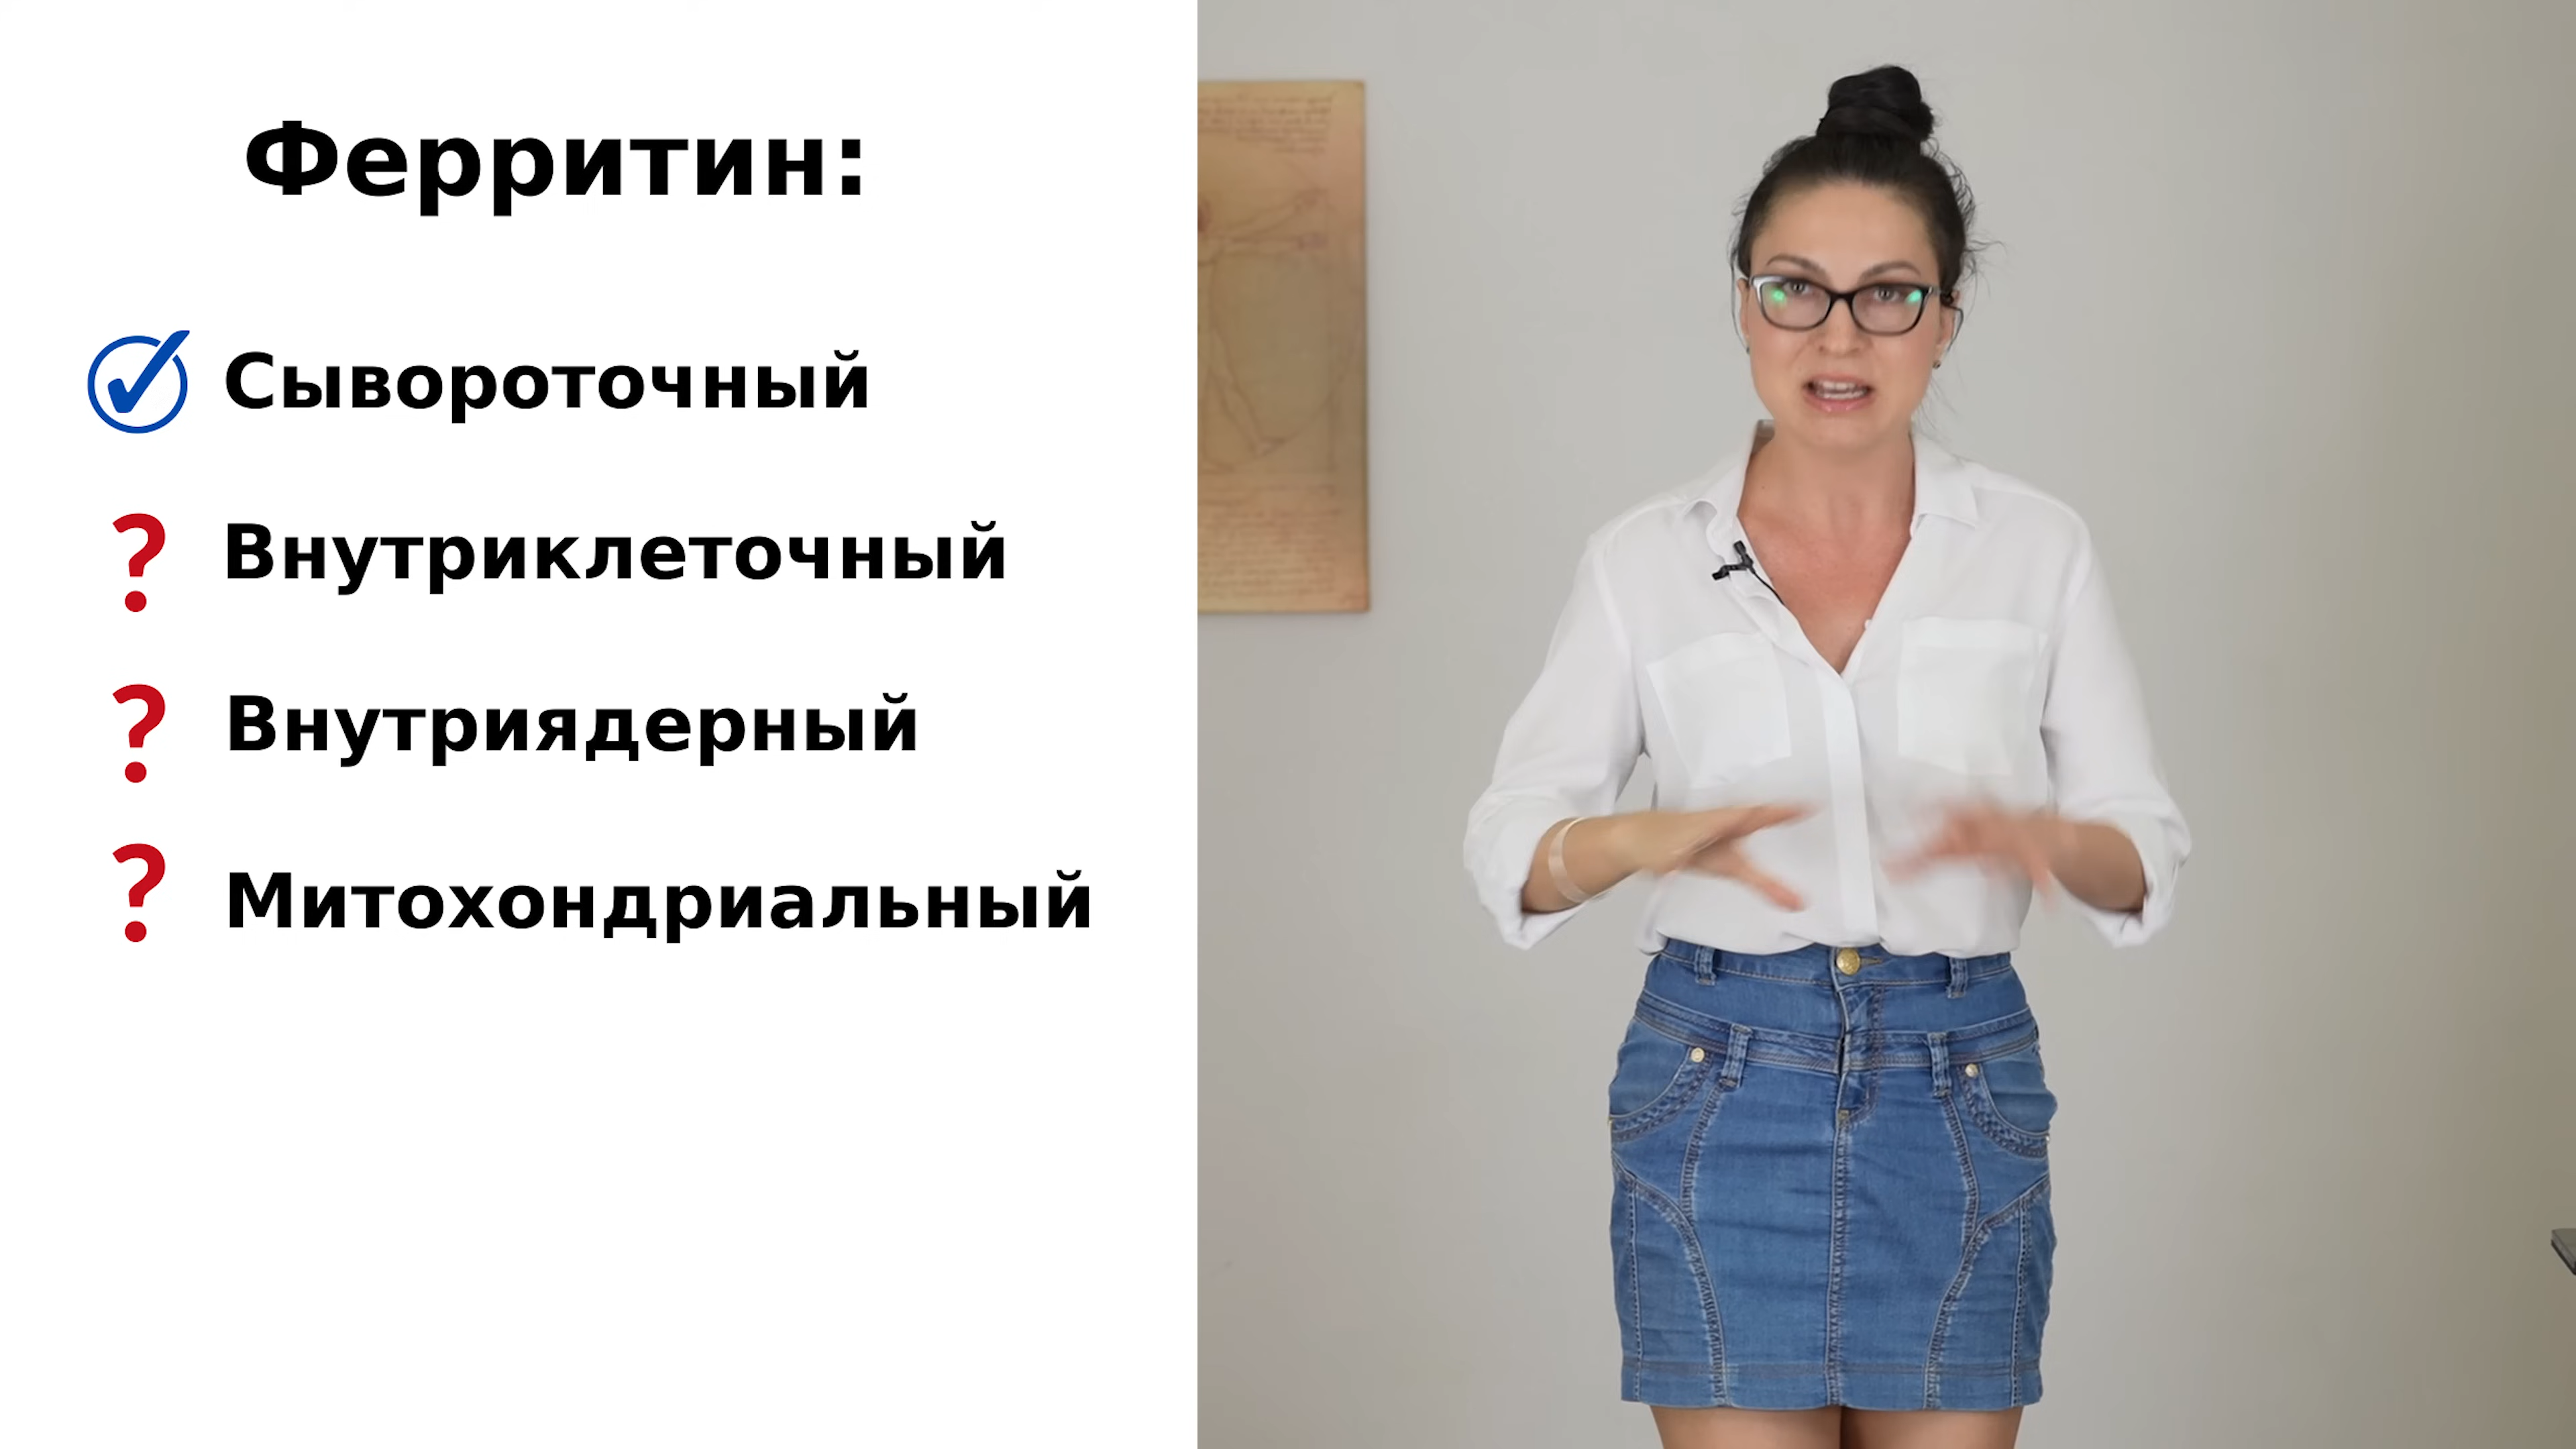 Ферритин:
Сывороточный
Внутриклеточный
Внутриядерный
Митохондриальный